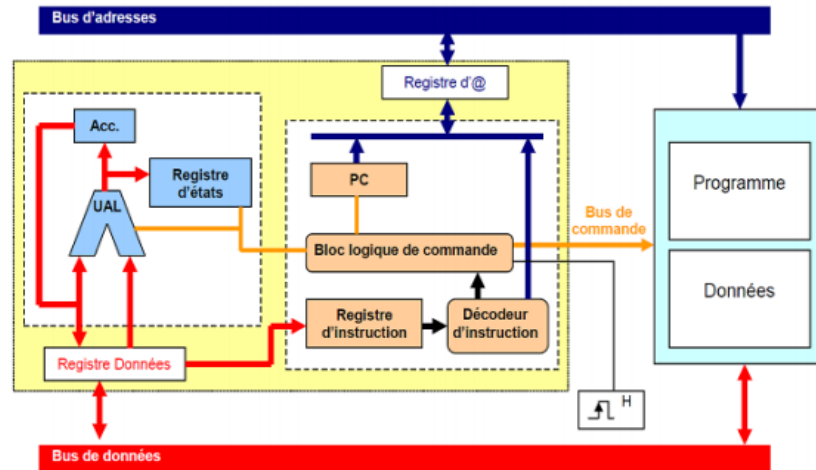 Bus d'adresses
Registre d'@
Acc.
Registre
d'états
UAL
PC
Bloc logique de commande
Bus de
commande
Programme
Données
Registre
d'instruction
Décodeur
d'instruction
Registre Données
H
Bus de données